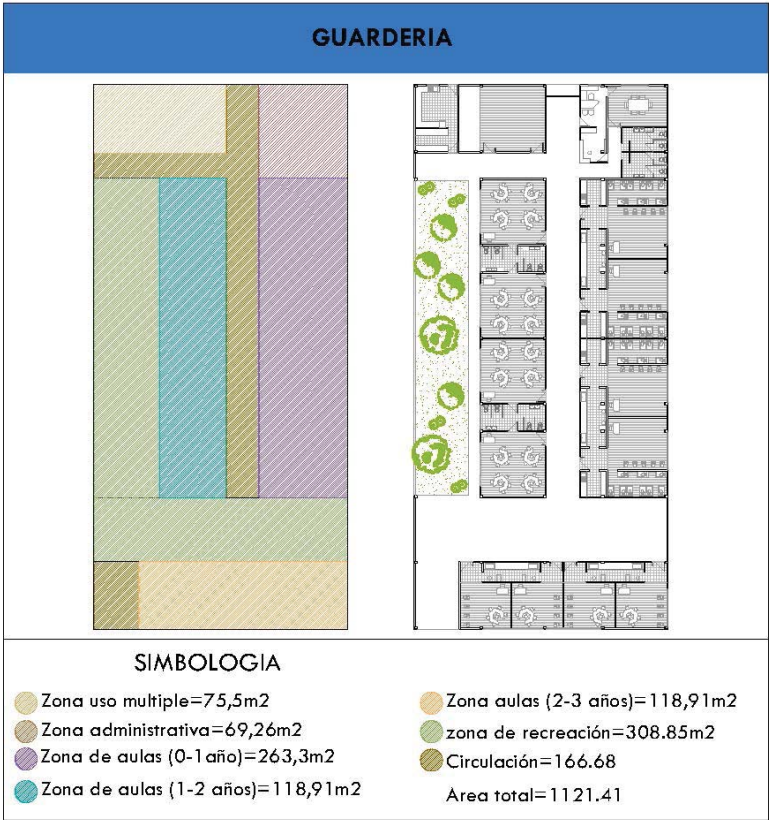 GUARDERIA
SIMBOLOGIA
Zona uso multiple=75,5m2
Zona administrativa=69,26m2
Zona de aulas (0-1año)=263,3m2
Zona de aulas (1-2 años)=118,91m2
Zona aulas (2-3 años)=118,91m2
zona de recreación=308.85m2
Circulación=166.68
Area total=1121.41